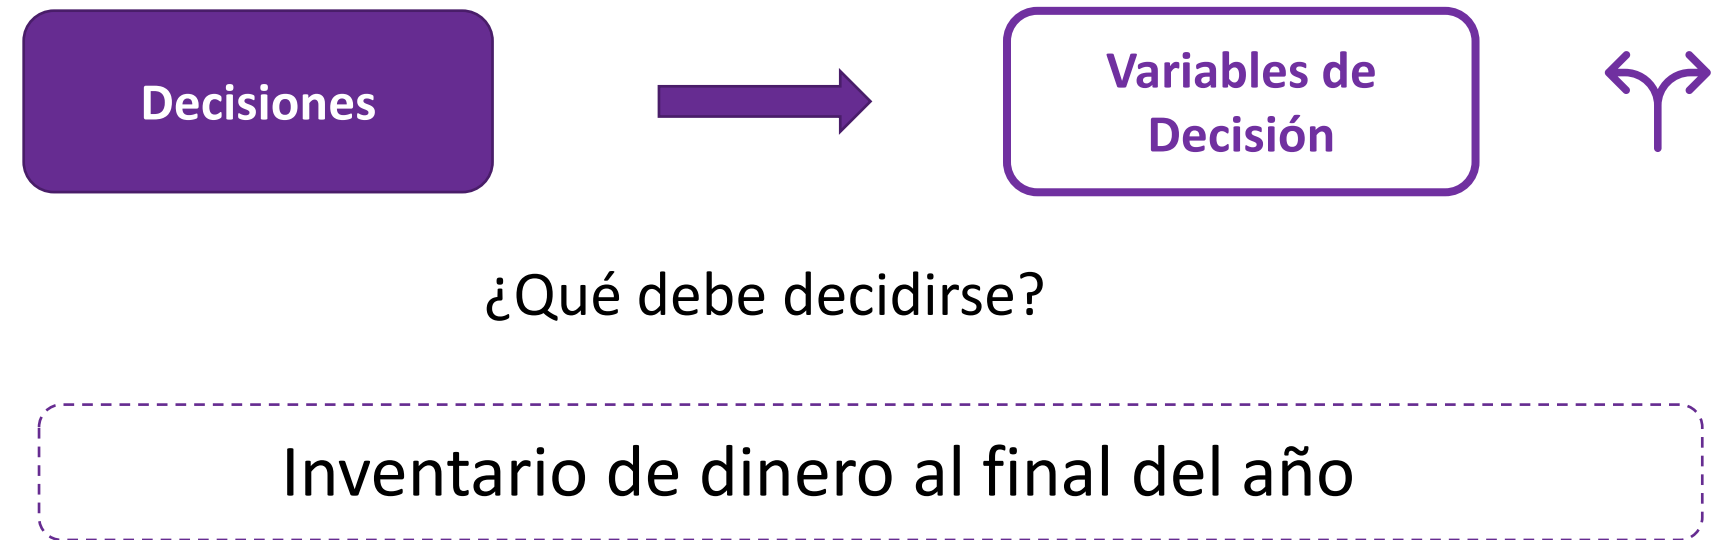 Decisiones
Variables de
Decisión
¿Qué debe decidirse?
Inventario de dinero al final del año